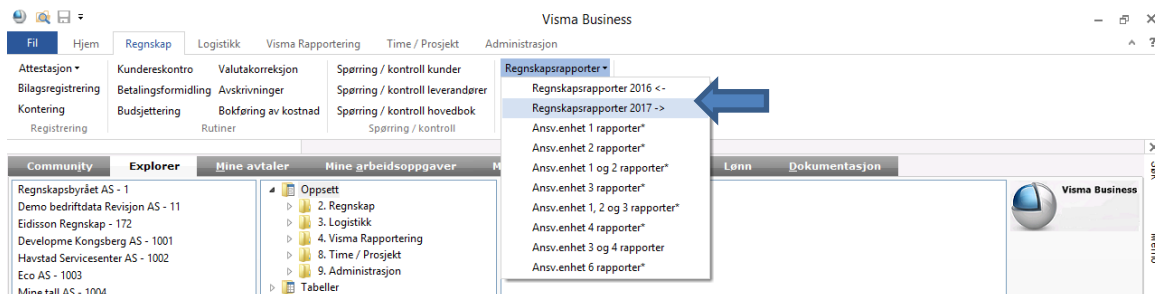 Visma Business
Fil Hjem Regnskap Logistikk Visma Rapportering Time / Prosjekt Administrasjon ?
Attestasjon Kundereskontro Valutakorreksjon Spørring / kontroll kunder Regnskapsrapporter
Bilagsregistrering Betalingsformidling Avskrivninger Spørring / kontroll leverandører
Kontering Budsjettering Bokføring av kostnad Spørring / kontroll hovedbok
Registrering Rutiner Spørring / kontroll
Regnskapsrapporter 2016 <-
Regnskapsrapporter 2017 ->
Ansv.enhet 1 rapporter*
Ansv.enhet 2 rapporter*
Ansv.enhet 1 og 2 rapporter*
Ansv.enhet 3 rapporter*
Ansv.enhet 1, 2 og 3 rapporter*
Ansv.enhet 4 rapporter*
Ansv.enhet 3 og 4 rapporter
Ansv.enhet 6 rapporter*
Community Explorer Mine avtaler Mine arbeidsoppgaver M Lønn Dokumentasjon
Regnskapsbyrået AS - 1
Demo bedriftdata Revisjon AS - 11
Eidisson Regnskap - 172
Developme Kongsberg AS - 1001
Havstad Servicesenter AS - 1002
Eco AS - 1003
Mine tall AS - 1004
Oppsett
2. Regnskap
3. Logistikk
4. Visma Rapportering
8. Time / Prosjekt
9. Administrasjon
Tabeller
Visma Business